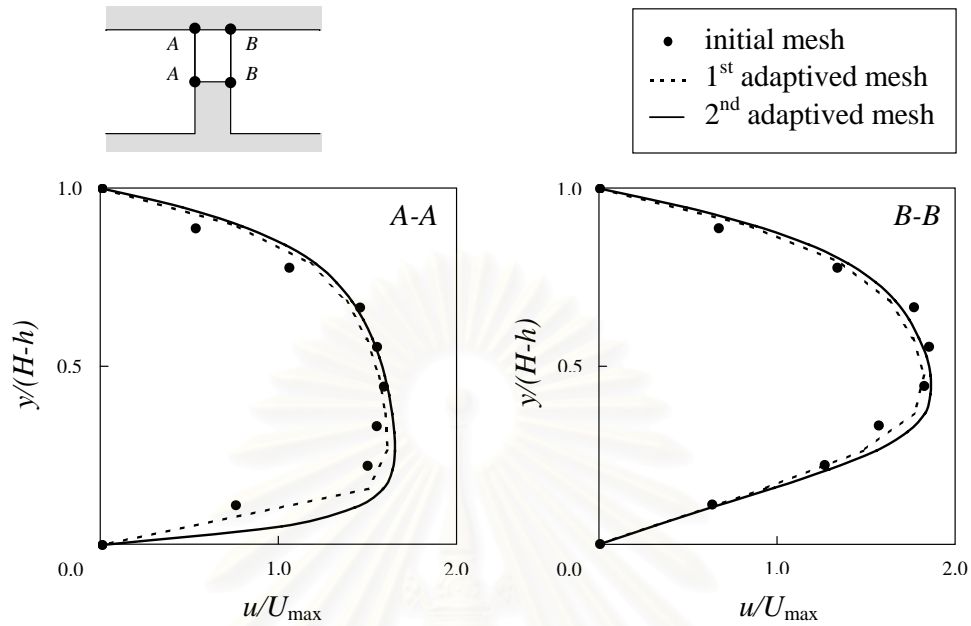 A
B
A
B
initial mesh
1st adaptived mesh
2nd adaptived mesh
1.0
A-A
y/(H-h)
0.5
0.0
1.0
2.0
u/Umax
1.0
B-B
y/(H-h)
0.5
0.0
1.0
2.0
u/Umax